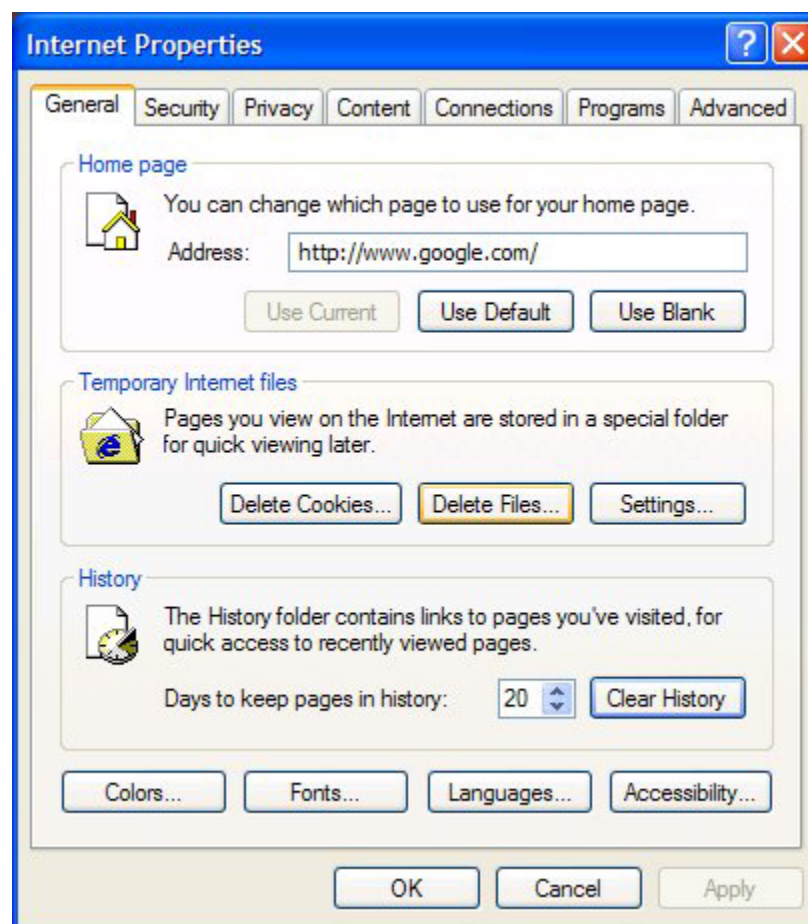 Internet Properties
General Security Privacy Content Connections Programs Advanced
Home page
You can change which page to use for your home page.
Address: http://www.google.com/
Use Current Use Default Use Blank
Temporary Internet files
Pages you view on the Internet are stored in a special folder
for quick viewing later.
Delete Cookies... Delete Files... Settings...
History
The History folder contains links to pages you've visited, for
quick access to recently viewed pages.
Days to keep pages in history: 20 Clear History
Colors... Fonts... Languages... Accessibility...
OK Cancel Apply